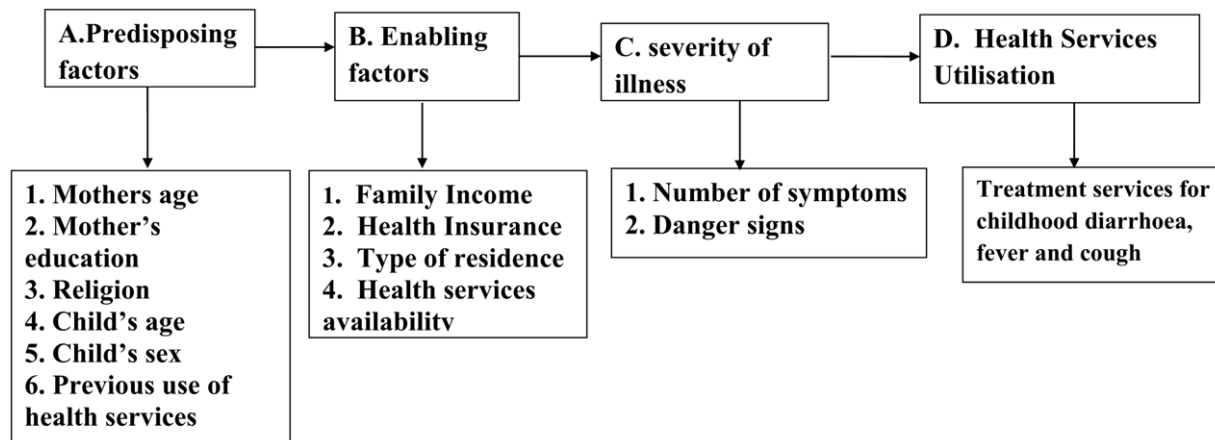 A.Predisposing
factors
B. Enabling
factors
C. severity of
illness
D. Health Services
Utilisation
1. Mothers age
2. Mother’s
education
3. Religion
4. Child’s age
5. Child’s sex
6. Previous use of
health services
1. Family Income
2. Health Insurance
3. Type of residence
4. Health services
availability
1. Number of symptoms
2. Danger signs
Treatment services for
childhood diarrhoea,
fever and cough